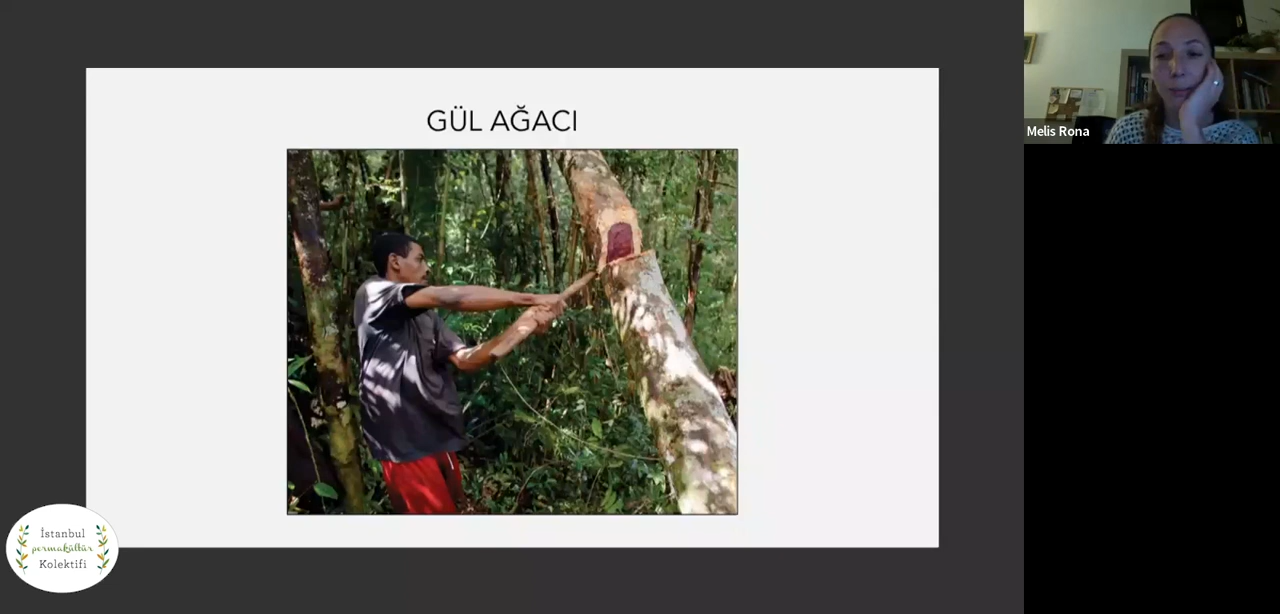 GÜL AĞACI
Melis Rona
İstanbul
permakültür
Kolektifi